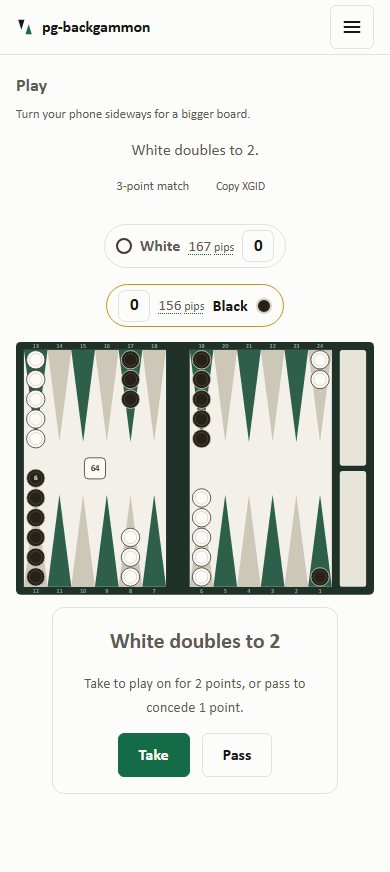 pg-backgammon
Play
Turn your phone sideways for a bigger board.
White doubles to 2.
3-point match Copy XGID
White 167 pips 0
0 156 pips Black
13 14 15 16 17 18 19 20 21 22 23 24
6 64
12 11 10 9 8 7 6 5 4 3 2 1
White doubles to 2
Take to play on for 2 points, or pass to
concede 1 point.
Take Pass